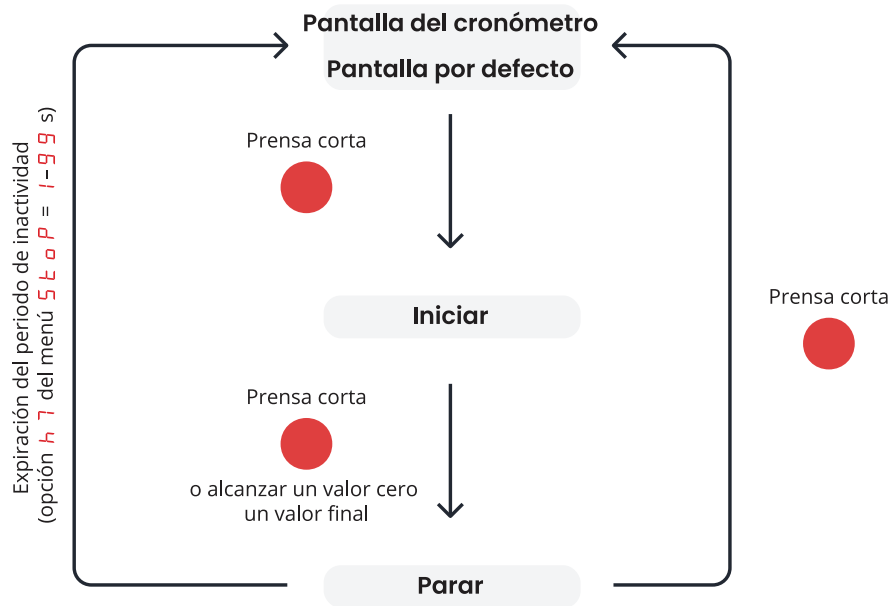 Pantalla del cronómetro
Pantalla por defecto
Prensa corta
Iniciar
Prensa corta
Prensa corta
o alcanzar un valor cero
un valor final
Parar
Expiración del periodo de inactividad
(opción h7 del menú StoP = 1-99 s)